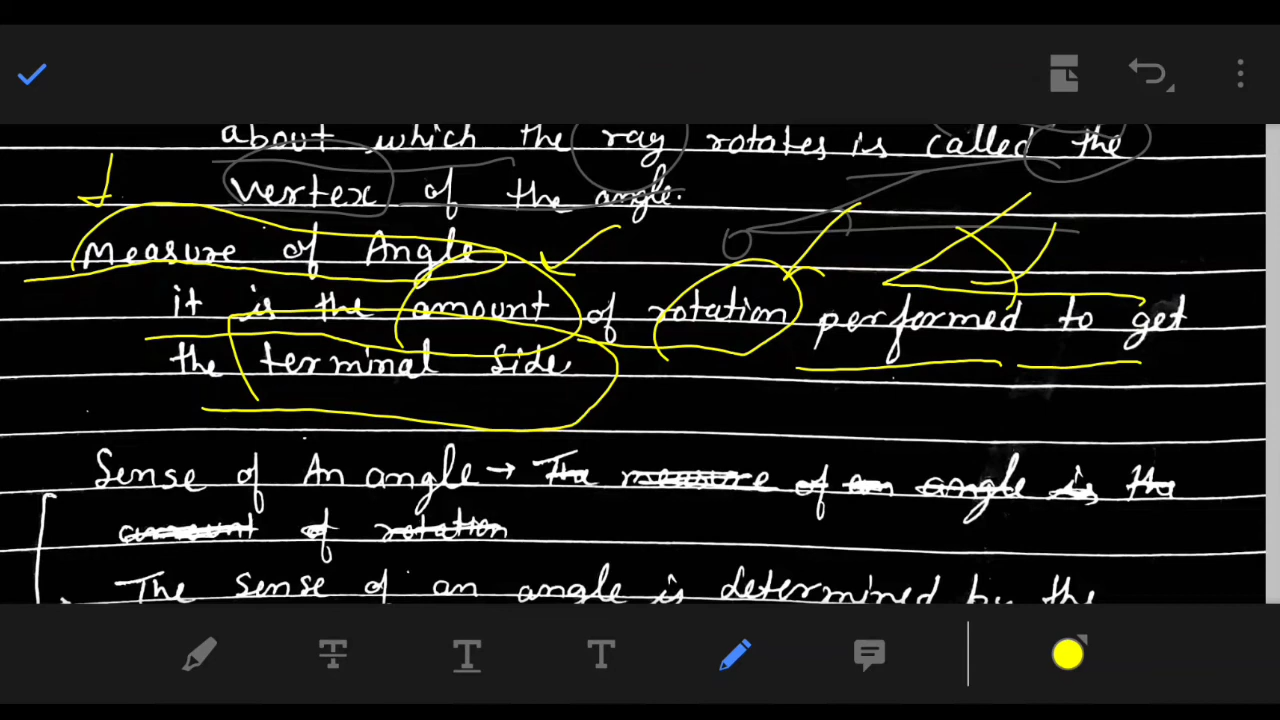 about which the ray rotates is called the
vertex of the angle.
Measure of Angle
it is the amount of rotation performed to get
the terminal side.
Sense of An angle → The measure of an angle is the
amount of rotation
The sense of an angle is determined by the
T
T
T